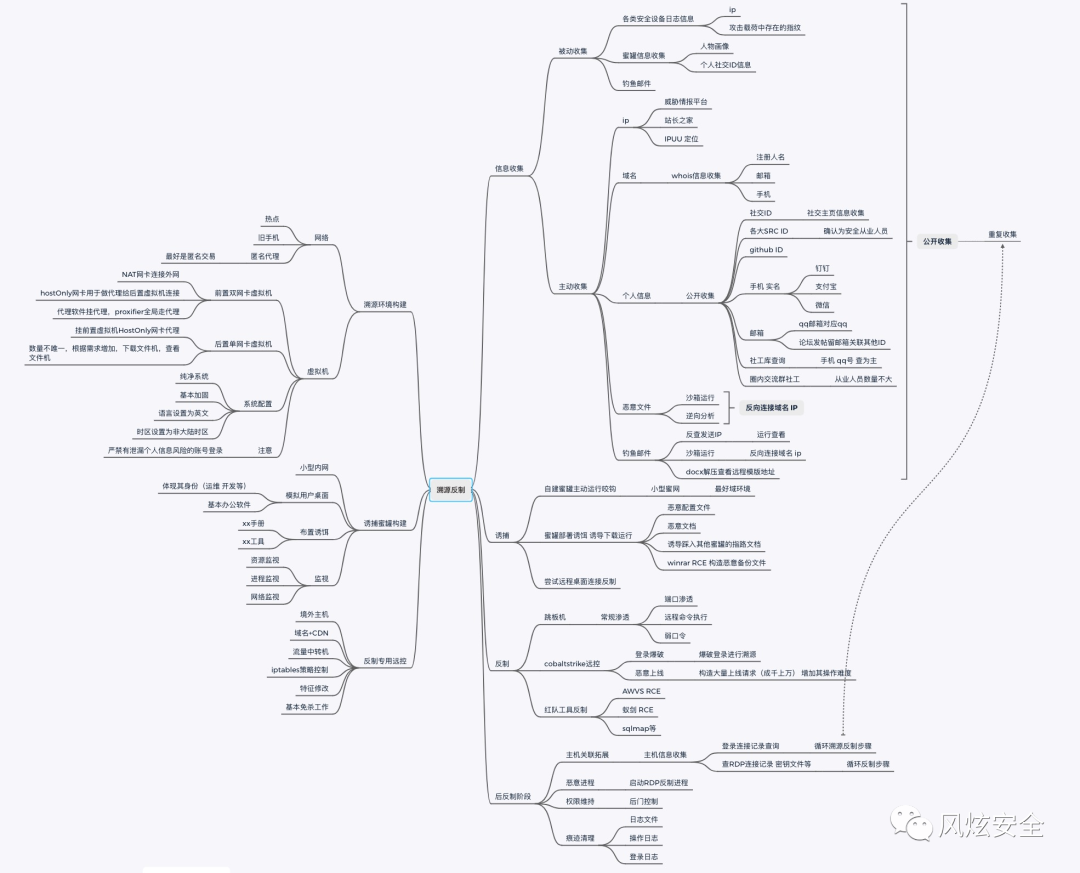 溯源反制
溯源环境构建
网络
热点
旧手机
匿名代理
最好是匿名交易
虚拟机
前置双网卡虚拟机
NAT网卡连接外网
hostOnly网卡用于做代理给后置虚拟机连接
代理软件挂代理，proxifier全局走代理
后置单网卡虚拟机
挂前置虚拟机HostOnly网卡代理
数量不唯一，根据需求增加，下载文件机，查看
文件机
系统配置
纯净系统
基本加固
语言设置为英文
时区设置为非大陆时区
注意
严禁有泄漏个人信息风险的账号登录
诱捕蜜罐构建
小型内网
模拟用户桌面
体现其身份（运维 开发等）
基本办公软件
布置诱饵
xx手册
xx工具
监视
资源监视
进程监视
网络监视
反制专用远控
境外主机
域名+CDN
流量中转机
iptables策略控制
特征修改
基本免杀工作
信息收集
被动收集
各类安全设备日志信息
ip
攻击载荷中存在的指纹
蜜罐信息收集
人物画像
个人社交ID信息
钓鱼邮件
主动收集
ip
威胁情报平台
站长之家
IPUU 定位
域名
whois信息收集
注册人名
邮箱
手机
个人信息
公开收集
社交ID
社交主页信息收集
各大SRC ID
确认为安全从业人员
github ID
手机 实名
钉钉
支付宝
微信
邮箱
qq邮箱对应qq
论坛发帖留邮箱关联其他ID
社工库查询
手机 qq号 查为主
圈内交流群社工
从业人员数量不大
恶意文件
沙箱运行
逆向分析
反向连接域名 IP
钓鱼邮件
反查发送IP
运行查看
沙箱运行
反向连接域名 ip
docx解压查看远程模版地址
公开收集
重复收集
诱捕
自建蜜罐主动运行咬钩
小型蜜网
最好域环境
蜜罐部署诱饵 诱导下载运行
恶意配置文件
恶意文档
诱导踩入其他蜜罐的指路文档
winrar RCE 构造恶意备份文件
尝试远程桌面连接反制
反制
跳板机
常规渗透
端口渗透
远程命令执行
弱口令
cobaltstrike远控
登录爆破
爆破登录进行溯源
恶意上线
构造大量上线请求（成千上万） 增加其操作难度
红队工具反制
AWVS RCE
蚁剑 RCE
sqlmap等
后反制阶段
主机关联拓展
主机信息收集
登录连接记录查询
循环溯源反制步骤
查RDP连接记录 密钥文件等
循环反制步骤
恶意进程
启动RDP反制进程
权限维持
后门控制
痕迹清理
日志文件
操作日志
登录日志
风炫安全